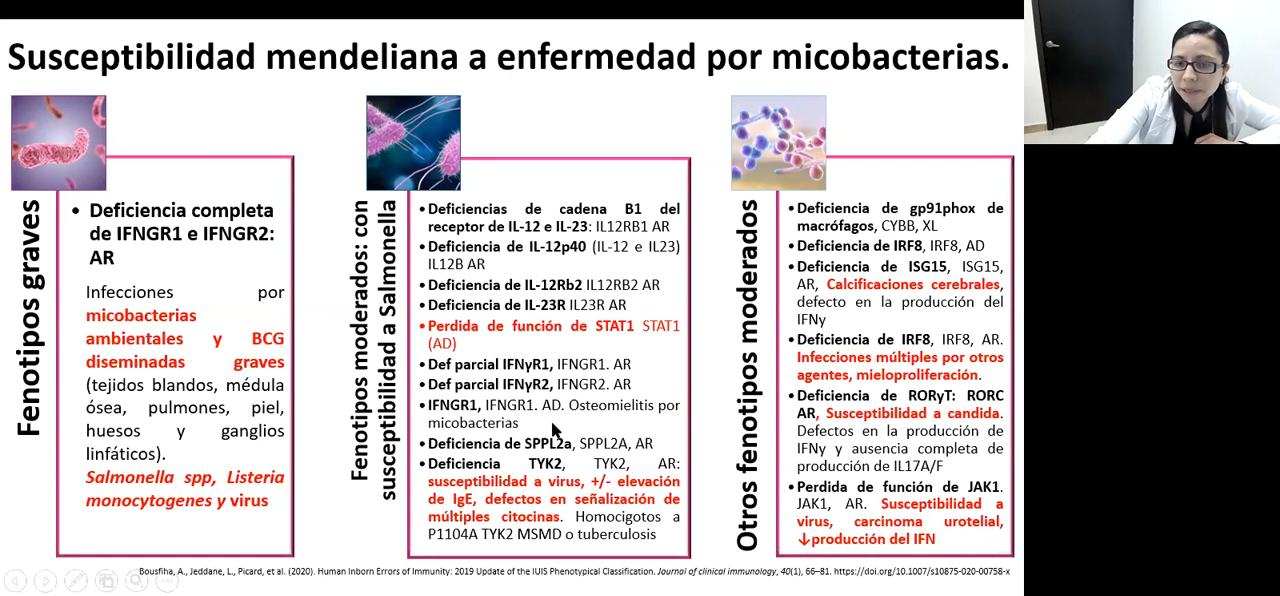 Susceptibilidad mendeliana a enfermedad por micobacterias.
Fenotipos graves
• Deficiencia completa
de IFNGR1 e IFNGR2:
AR
Infecciones por
micobacterias
ambientales y BCG
diseminadas graves
(tejidos blandos, médula
ósea, pulmones, piel,
huesos y ganglios
linfáticos).
Salmonella spp, Listeria
monocytogenes y virus
Fenotipos moderados: con
susceptibilidad a Salmonella
•Deficiencias de cadena B1 del
receptor de IL-12 e IL-23: IL12RB1 AR
•Deficiencia de IL-12p40 (IL-12 e IL23)
IL12B AR
•Deficiencia de IL-12Rb2 IL12RB2 AR
•Deficiencia de IL-23R IL23R AR
•Perdida de función de STAT1 STAT1
(AD)
•Def parcial IFNγR1, IFNGR1. AR
•Def parcial IFNγR2, IFNGR2. AR
•IFNGR1, IFNGR1. AD. Osteomielitis por
micobacterias
•Deficiencia de SPPL2a, SPPL2A, AR
•Deficiencia TYK2, TYK2, AR:
susceptibilidad a virus, +/- elevación
de IgE, defectos en señalización de
múltiples citocinas. Homocigotos a
P1104A TYK2 MSMD o tuberculosis
Otros fenotipos moderados
•Deficiencia de gp91phox de
macrófagos, CYBB, XL
•Deficiencia de IRF8, IRF8, AD
•Deficiencia de ISG15, ISG15,
AR, Calcificaciones cerebrales,
defecto en la producción del
IFNγ
•Deficiencia de IRF8, IRF8, AR.
Infecciones múltiples por otros
agentes, mieloproliferación.
•Deficiencia de RORγT: RORC
AR, Susceptibilidad a candida.
Defectos en la producción de
IFNγ y ausencia completa de
producción de IL17A/F
•Perdida de función de JAK1.
JAK1, AR. Susceptibilidad a
virus, carcinoma urotelial,
↓producción del IFN
Bousfiha, A., Jeddane, L., Picard, et al. (2020). Human Inborn Errors of Immunity: 2019 Update of the IUIS Phenotypical Classification. Journal of clinical immunology, 40(1), 66–81. https://doi.org/10.1007/s10875-020-00758-x